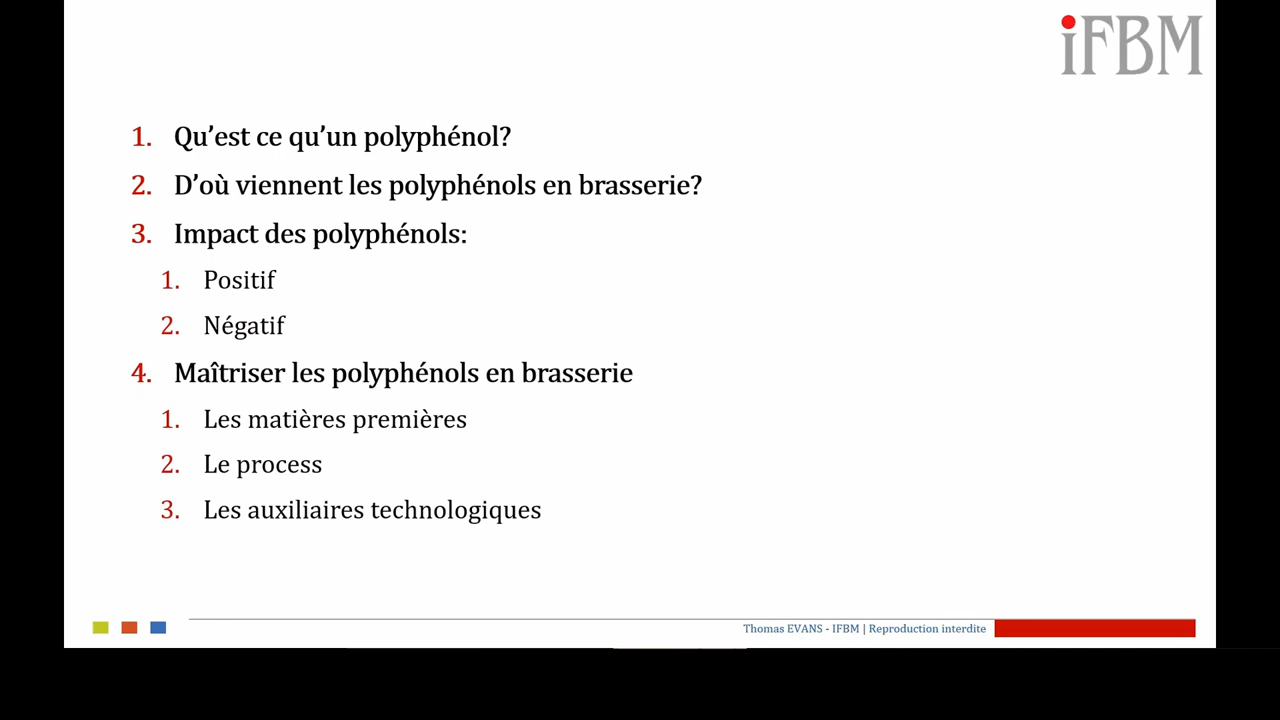 iFBM
1. Qu’est ce qu’un polyphénol?
2. D’où viennent les polyphénols en brasserie?
3. Impact des polyphénols:
1. Positif
2. Négatif
4. Maîtriser les polyphénols en brasserie
1. Les matières premières
2. Le process
3. Les auxiliaires technologiques
Thomas EVANS - IFBM | Reproduction interdite